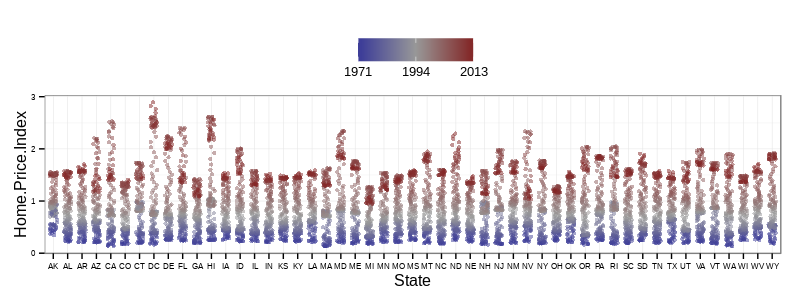 1971 1994 2013
3
2
1
0
Home.Price.Index
AK AL AR AZ CA CO CT DC DE FL GA HI IA ID IL IN KS KY LA MA MD ME MI MN MO MS MT NC ND NE NH NJ NM NV NY OH OK OR PA RI SC SD TN TX UT VA VT WA WI WV WY
State